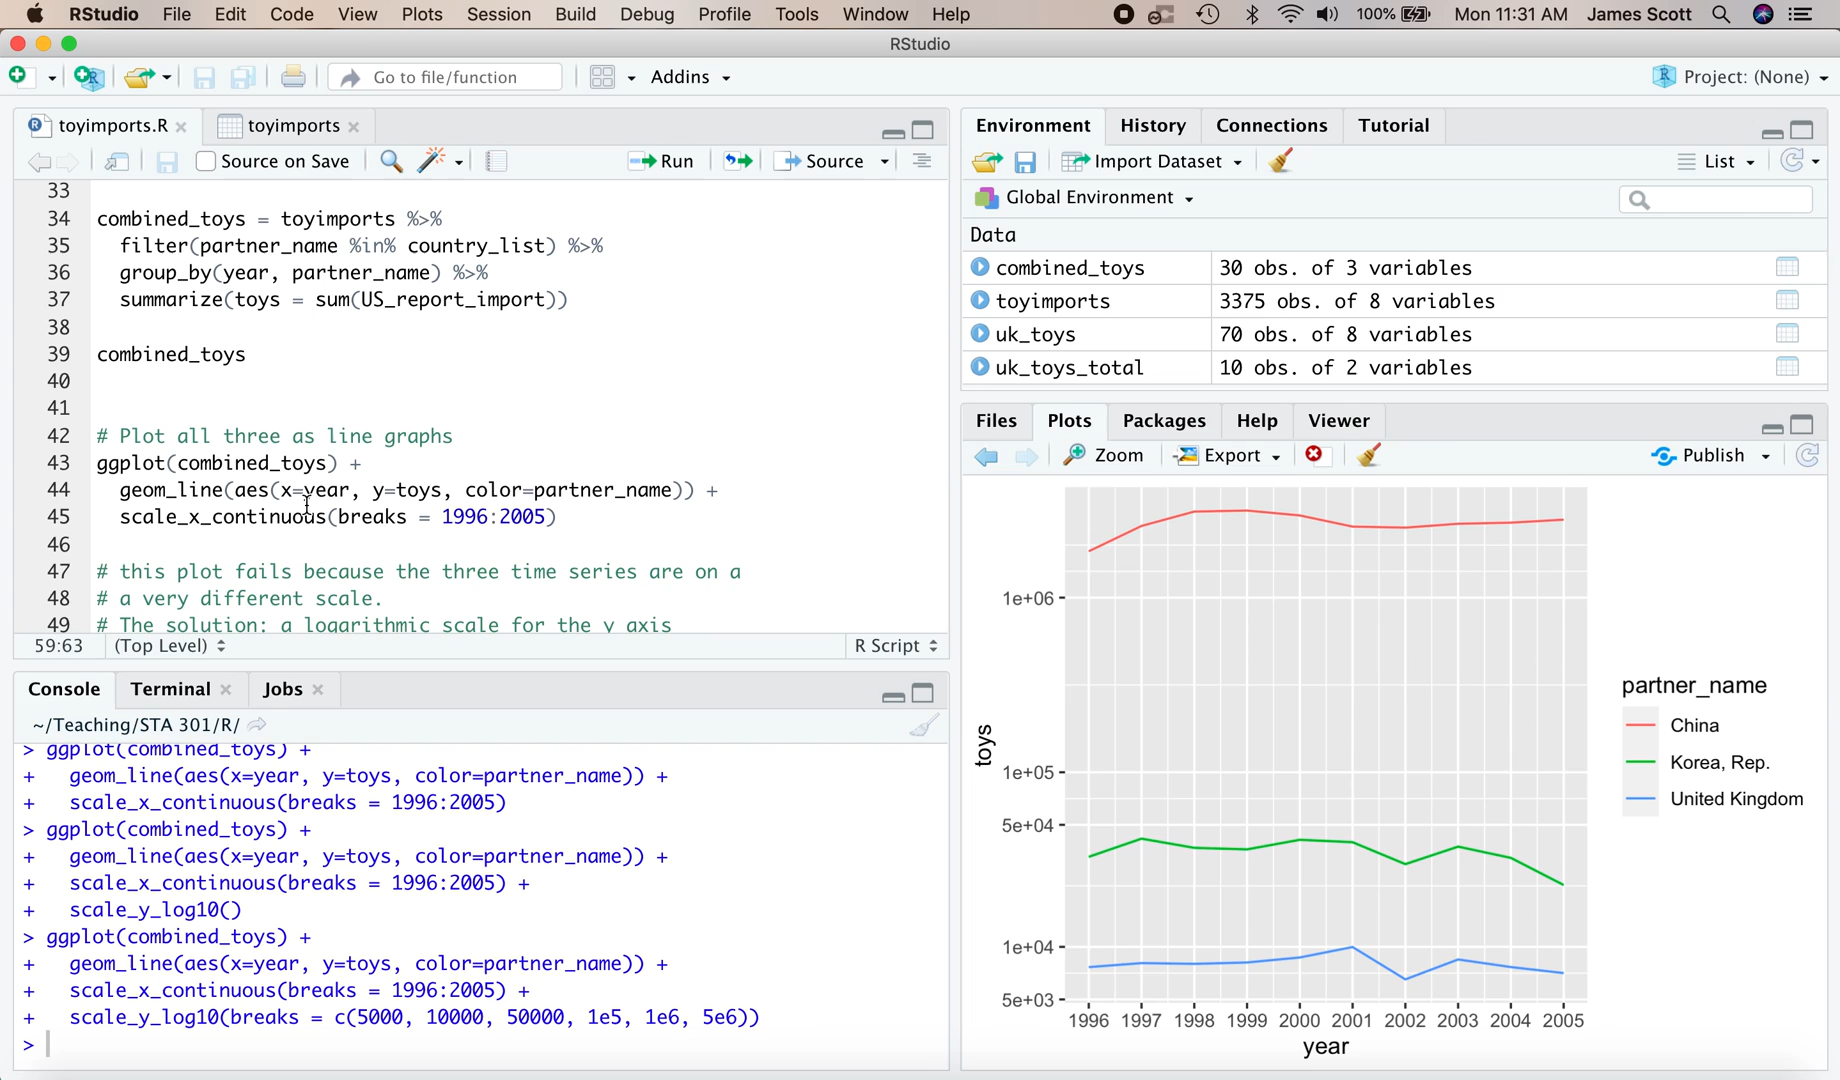 RStudio File Edit Code View Plots Session Build Debug Profile Tools Window Help 100% Mon 11:31 AM James Scott
RStudio
Go to file/function Addins Project: (None)
toyimports.R toyimports
Source on Save Run Source
33
34 combined_toys = toyimports %>%
35 filter(partner_name %in% country_list) %>%
36 group_by(year, partner_name) %>%
37 summarize(toys = sum(US_report_import))
38
39 combined_toys
40
41
42 # Plot all three as line graphs
43 ggplot(combined_toys) +
44 geom_line(aes(x=year, y=toys, color=partner_name)) +
45 scale_x_continuous(breaks = 1996:2005)
46
47 # this plot fails because the three time series are on a
48 # a very different scale.
49 # The solution: a logarithmic scale for the y axis
59:63 (Top Level) R Script
Console Terminal Jobs
~/Teaching/STA 301/R/
> ggplot(combined_toys) +
+ geom_line(aes(x=year, y=toys, color=partner_name)) +
+ scale_x_continuous(breaks = 1996:2005)
> ggplot(combined_toys) +
+ geom_line(aes(x=year, y=toys, color=partner_name)) +
+ scale_x_continuous(breaks = 1996:2005) +
+ scale_y_log10()
> ggplot(combined_toys) +
+ geom_line(aes(x=year, y=toys, color=partner_name)) +
+ scale_x_continuous(breaks = 1996:2005) +
+ scale_y_log10(breaks = c(5000, 10000, 50000, 1e5, 1e6, 5e6))
>
Environment History Connections Tutorial
Import Dataset List
Global Environment
Data
combined_toys 30 obs. of 3 variables
toyimports 3375 obs. of 8 variables
uk_toys 70 obs. of 8 variables
uk_toys_total 10 obs. of 2 variables
Files Plots Packages Help Viewer
Zoom Export Publish
1e+06
1e+05
5e+04
1e+04
5e+03
toys
1996 1997 1998 1999 2000 2001 2002 2003 2004 2005
year
partner_name
China
Korea, Rep.
United Kingdom